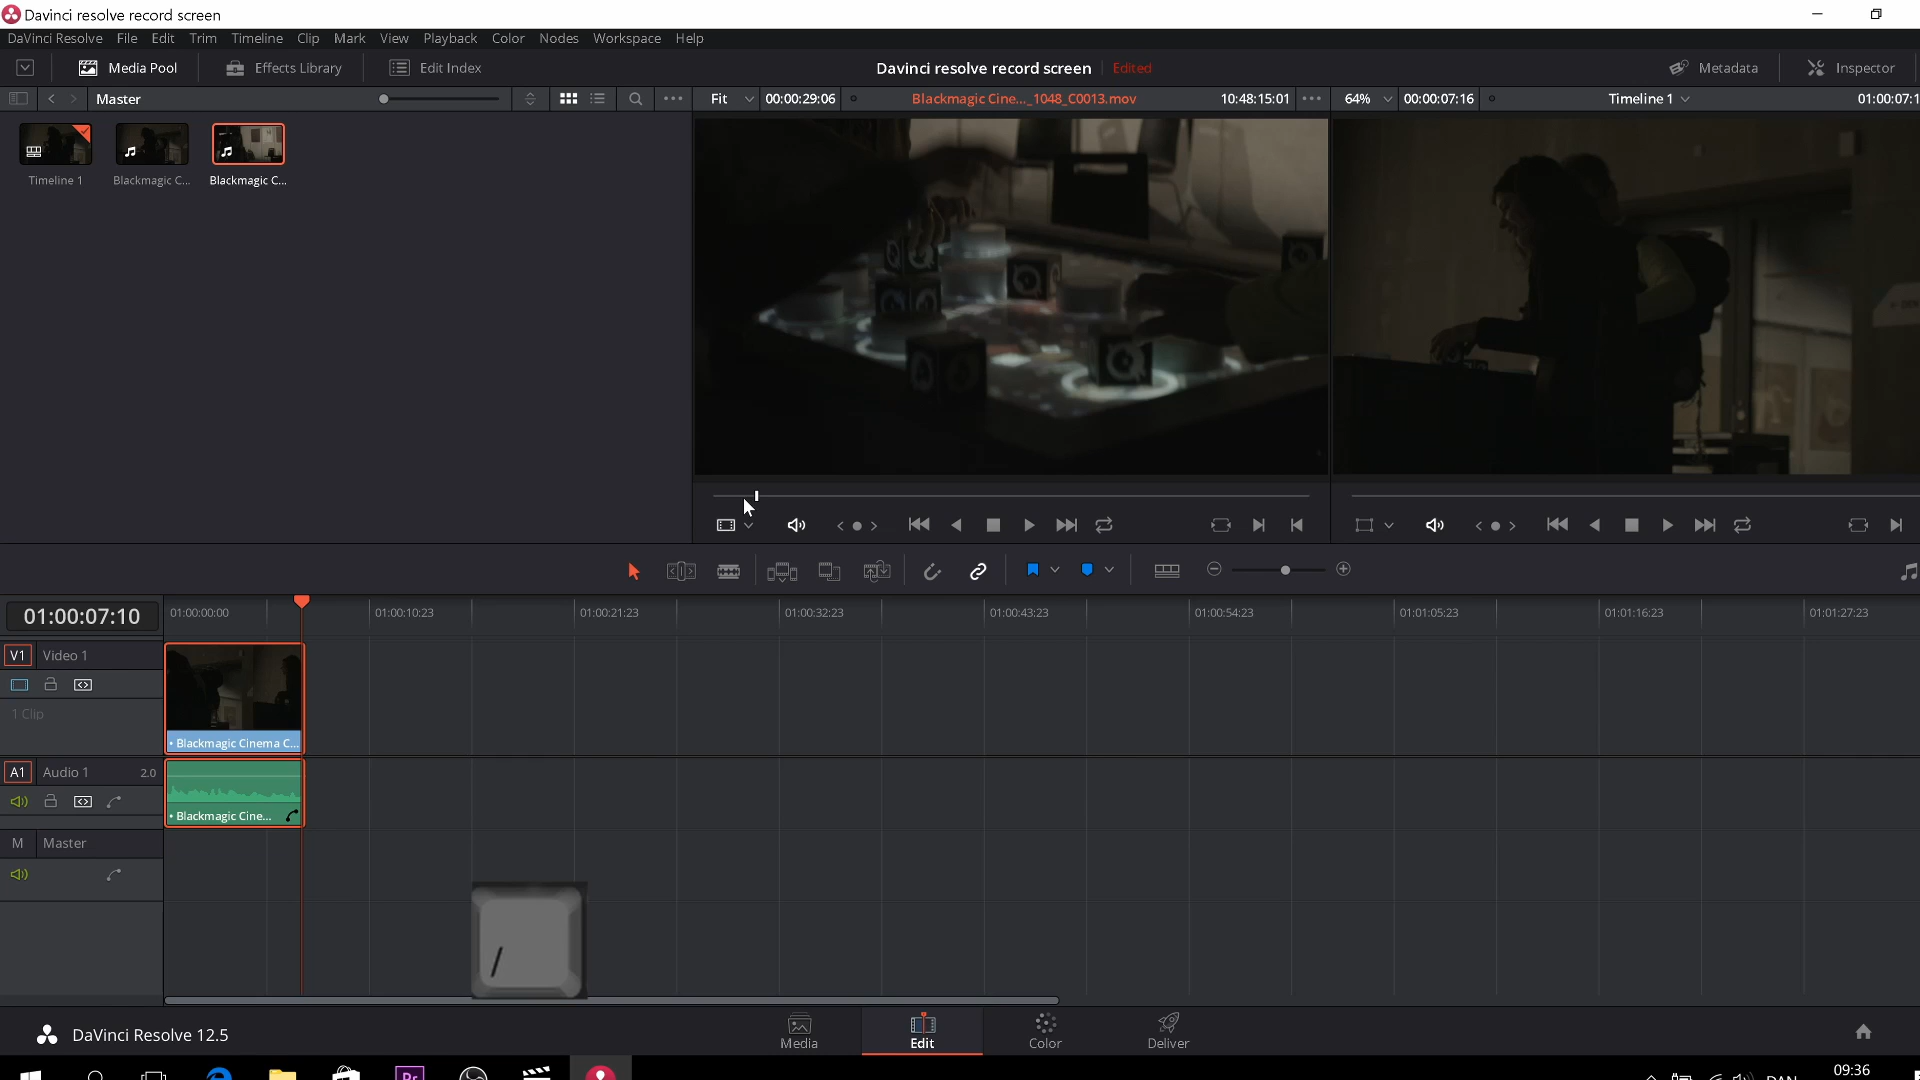 Davinci resolve record screen
DaVinci Resolve File Edit Trim Timeline Clip Mark View Playback Color Nodes Workspace Help
Media Pool Effects Library Edit Index Davinci resolve record screen Edited Metadata Inspector
Master Fit 00:00:29:06 Blackmagic Cine..._1048_C0013.mov 10:48:15:01 64% 00:00:07:16 Timeline 1 01:00:07:1
Timeline 1 Blackmagic C... Blackmagic C...
01:00:07:10 01:00:00:00 01:00:10:23 01:00:21:23 01:00:32:23 01:00:43:23 01:00:54:23 01:01:05:23 01:01:16:23 01:01:27:23
V1 Video 1
1 Clip
• Blackmagic Cinema C...
A1 Audio 1 2.0
• Blackmagic Cine...
M Master
/
DaVinci Resolve 12.5
Media Edit Color Deliver
Pr DAN 09:36